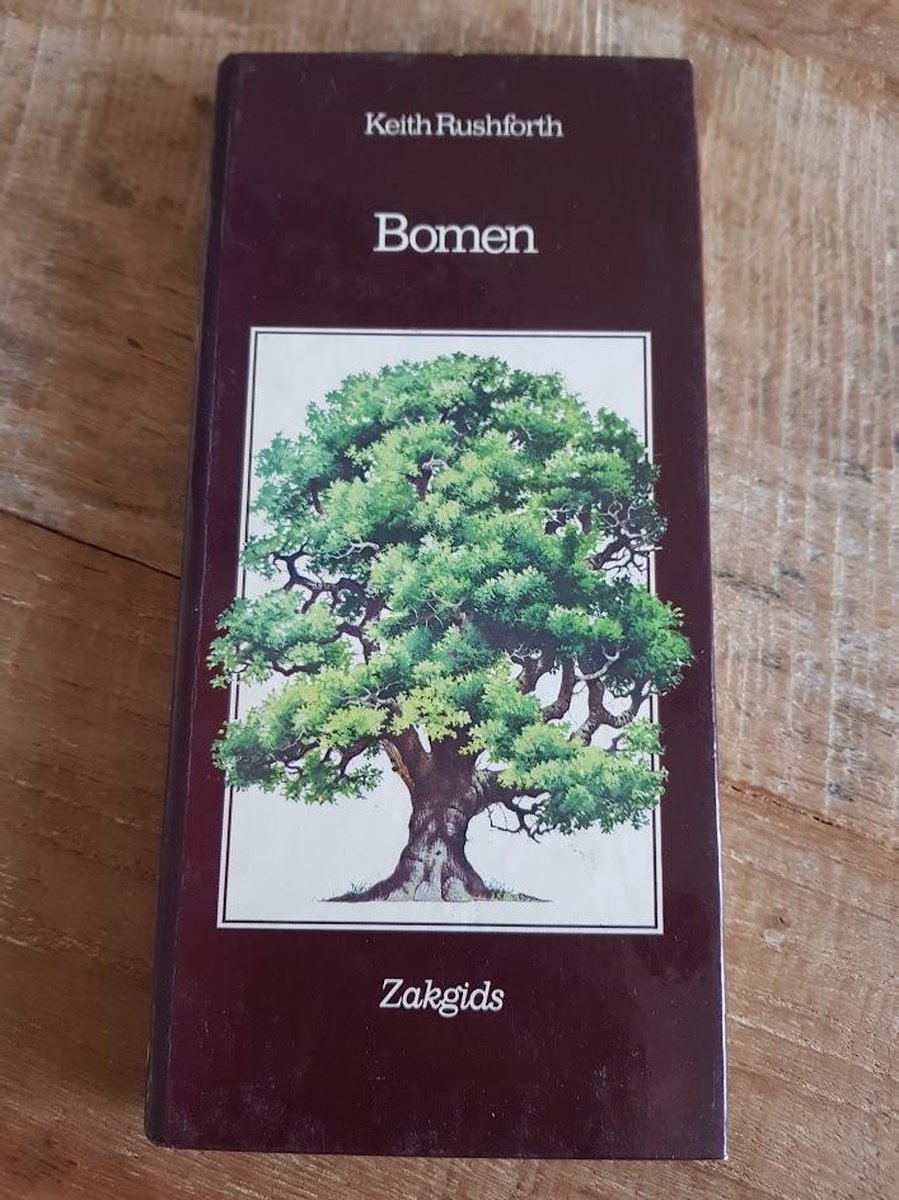 Keith Rushforth
Bomen
Zakgids